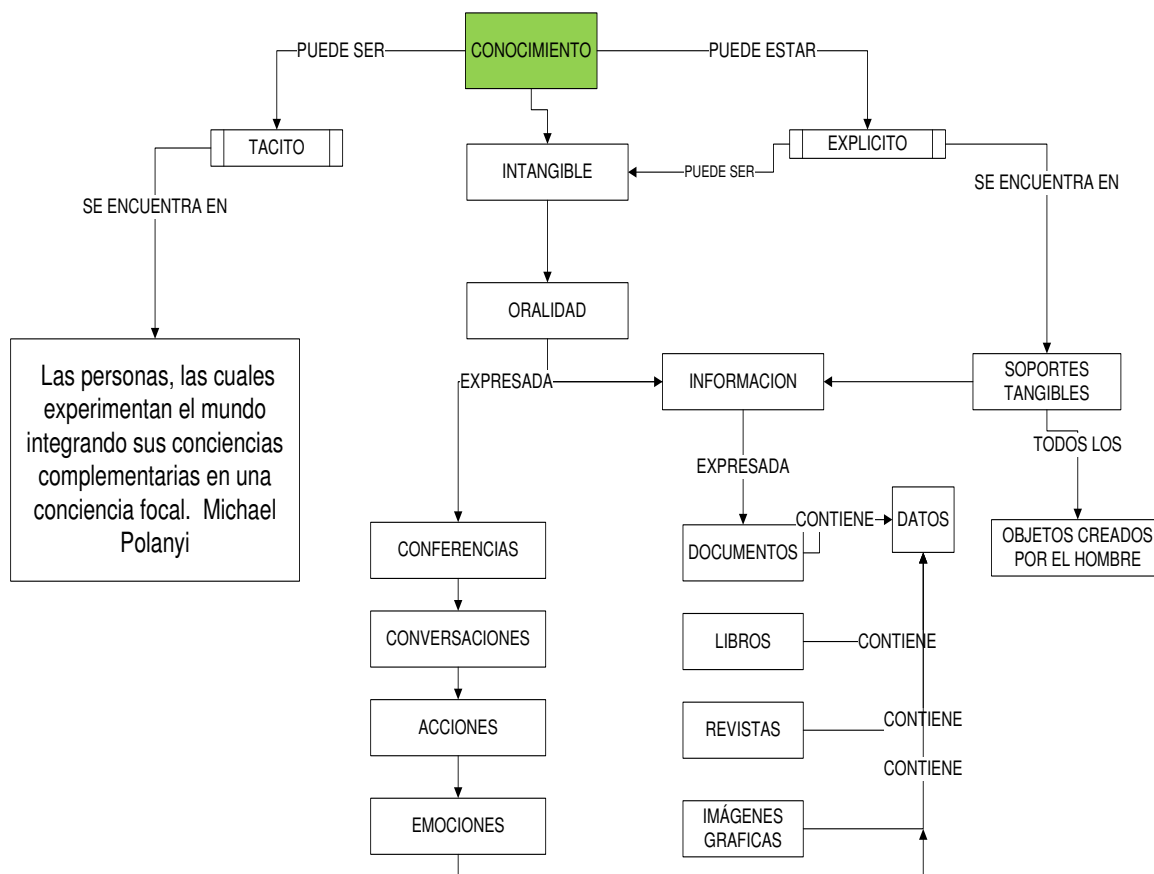 PUEDE SER
CONOCIMIENTO
PUEDE ESTAR
TACITO
INTANGIBLE
PUEDE SER
EXPLICITO
SE ENCUENTRA EN
SE ENCUENTRA EN
ORALIDAD
Las personas, las cuales
experimentan el mundo
integrando sus conciencias
complementarias en una
conciencia focal. Michael
Polanyi
EXPRESADA
INFORMACION
SOPORTES
TANGIBLES
EXPRESADA
TODOS LOS
CONFERENCIAS
DOCUMENTOS
CONTIENE
DATOS
OBJETOS CREADOS
POR EL HOMBRE
CONVERSACIONES
LIBROS
CONTIENE
ACCIONES
REVISTAS
CONTIENE
CONTIENE
EMOCIONES
IMÁGENES
GRAFICAS